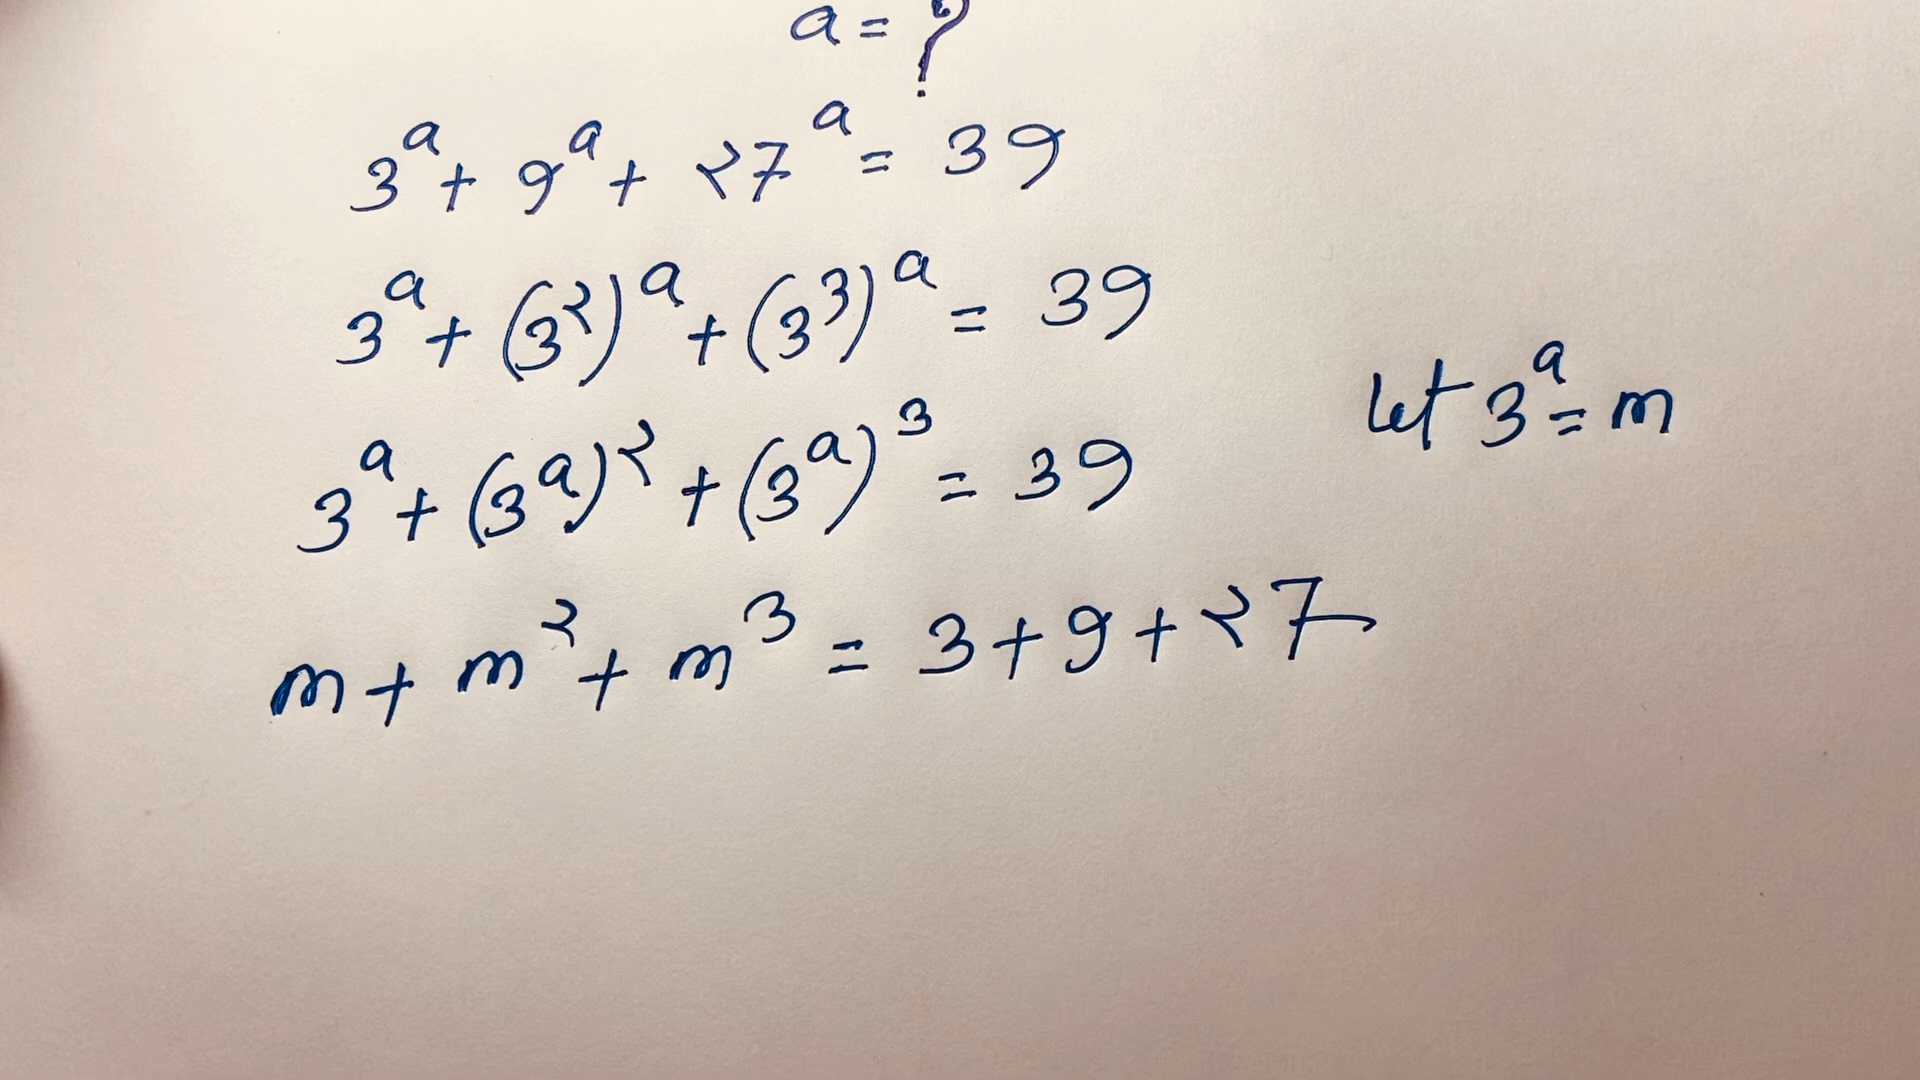 a = ?
3^a + 9^a + 27^a = 39
3^a + (3^2)^a + (3^3)^a = 39
let 3^a = m
3^a + (3^a)^2 + (3^a)^3 = 39
m + m^2 + m^3 = 3 + 9 + 27